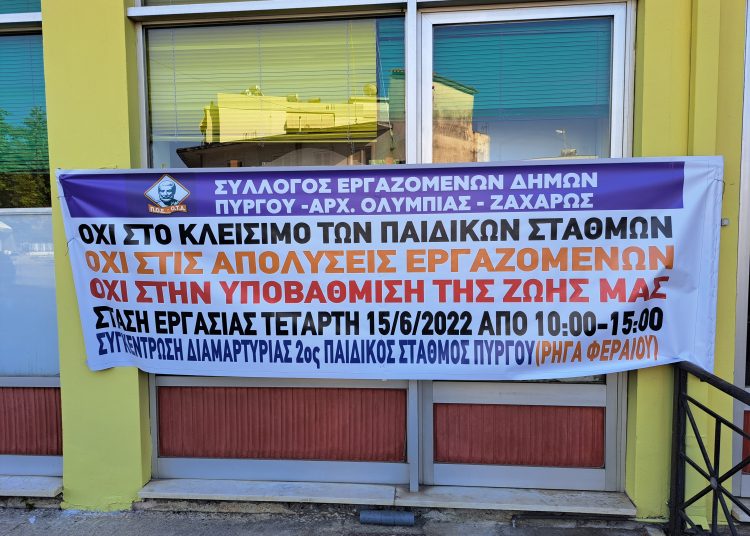 ΣΥΛΛΟΓΟΣ ΕΡΓΑΖΟΜΕΝΩΝ ΔΗΜΩΝ
ΠΥΡΓΟΥ -ΑΡΧ. ΟΛΥΜΠΙΑΣ - ΖΑΧΑΡΩΣ
Π.Ο.Ε. Ο.Τ.Α.
ΟΧΙ ΣΤΟ ΚΛΕΙΣΙΜΟ ΤΩΝ ΠΑΙΔΙΚΩΝ ΣΤΑΘΜΩΝ
ΟΧΙ ΣΤΙΣ ΑΠΟΛΥΣΕΙΣ ΕΡΓΑΖΟΜΕΝΩΝ
ΟΧΙ ΣΤΗΝ ΥΠΟΒΑΘΜΙΣΗ ΤΗΣ ΖΩΗΣ ΜΑΣ
ΣΤΑΣΗ ΕΡΓΑΣΙΑΣ ΤΕΤΑΡΤΗ 15/6/2022 ΑΠΟ 10:00-15:00
ΣΥΓΚΕΝΤΡΩΣΗ ΔΙΑΜΑΡΤΥΡΙΑΣ 2ος ΠΑΙΔΙΚΟΣ ΣΤΑΘΜΟΣ ΠΥΡΓΟΥ(ΡΗΓΑ ΦΕΡΑΙΟΥ)